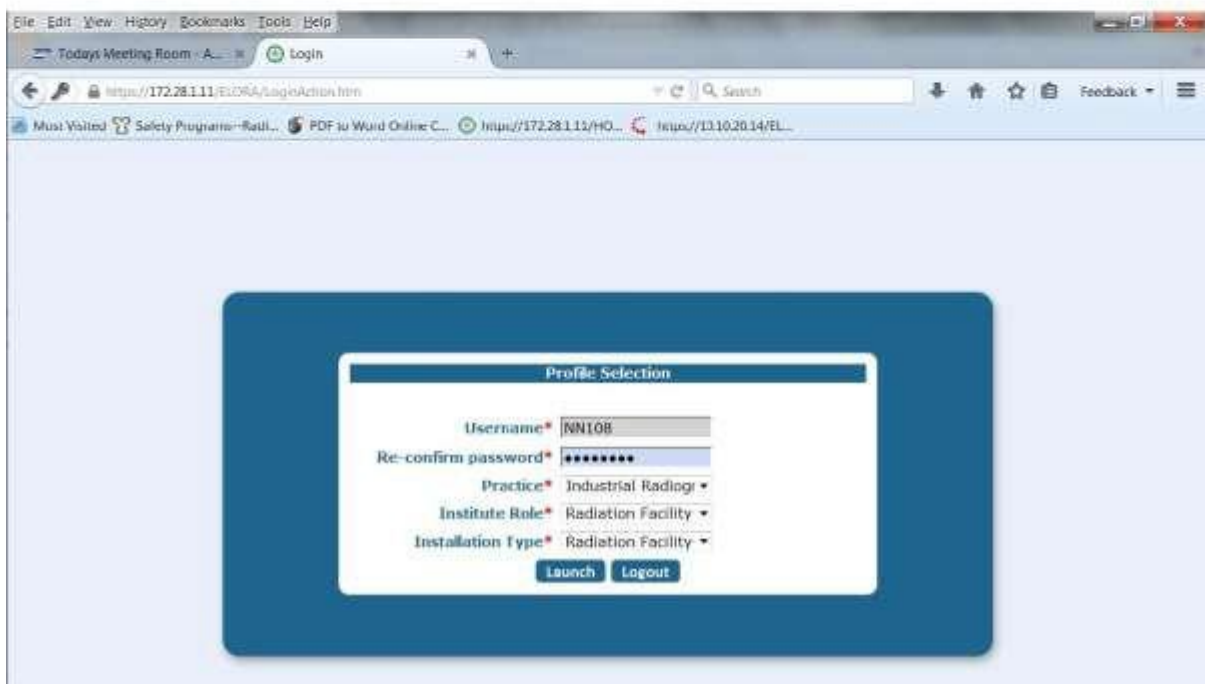 File Edit View History Bookmarks Tools Help
Todays Meeting Room - A... Login
https://172.28.1.11/ELORA/LoginAction.htm Search Feedback
Most Visited Safety Programs--Radi... PDF to Word Online C... https://172.28.1.11/HO... https://13.10.20.14/EL...
Profile Selection
Username* NN108
Re-confirm password* ••••••••
Practice* Industrial Radiogr
Institute Role* Radiation Facility
Installation Type* Radiation Facility
Launch Logout